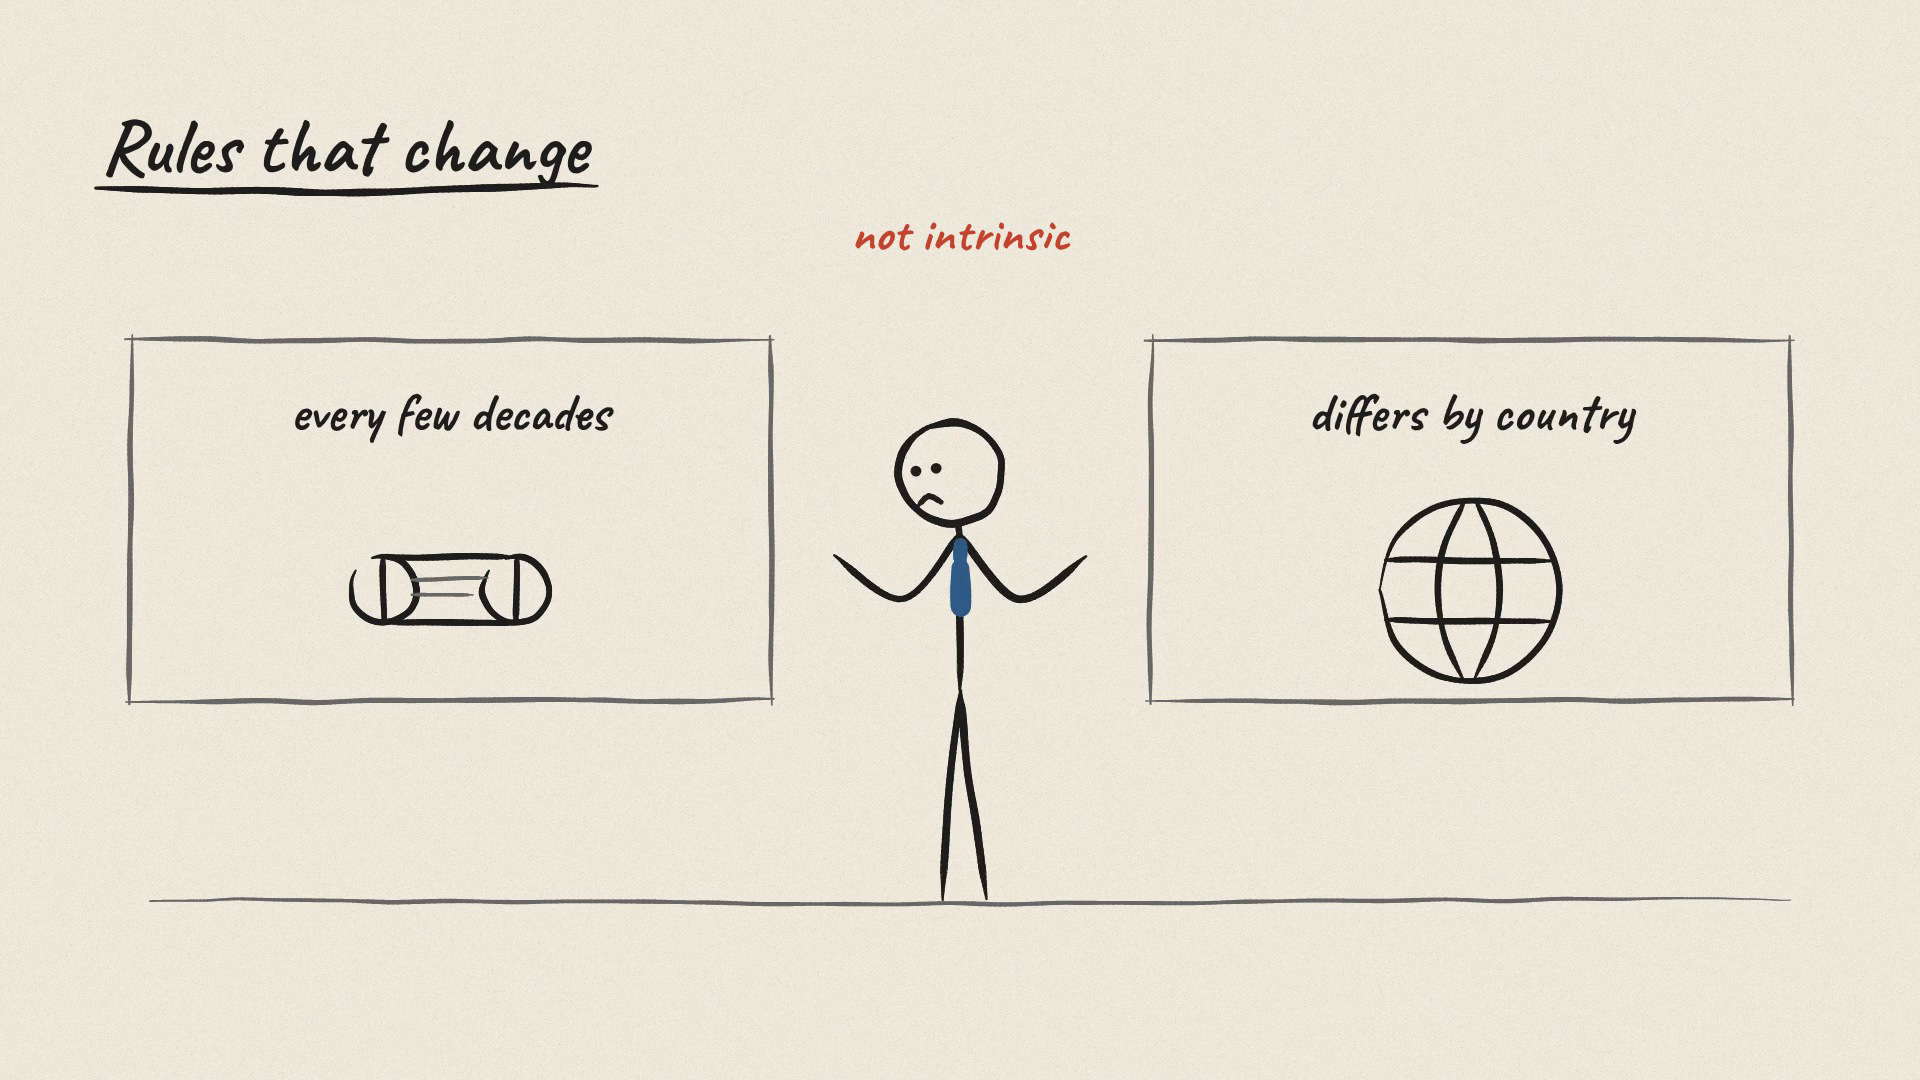 Rules that change
not intrinsic
every few decades
differs by country